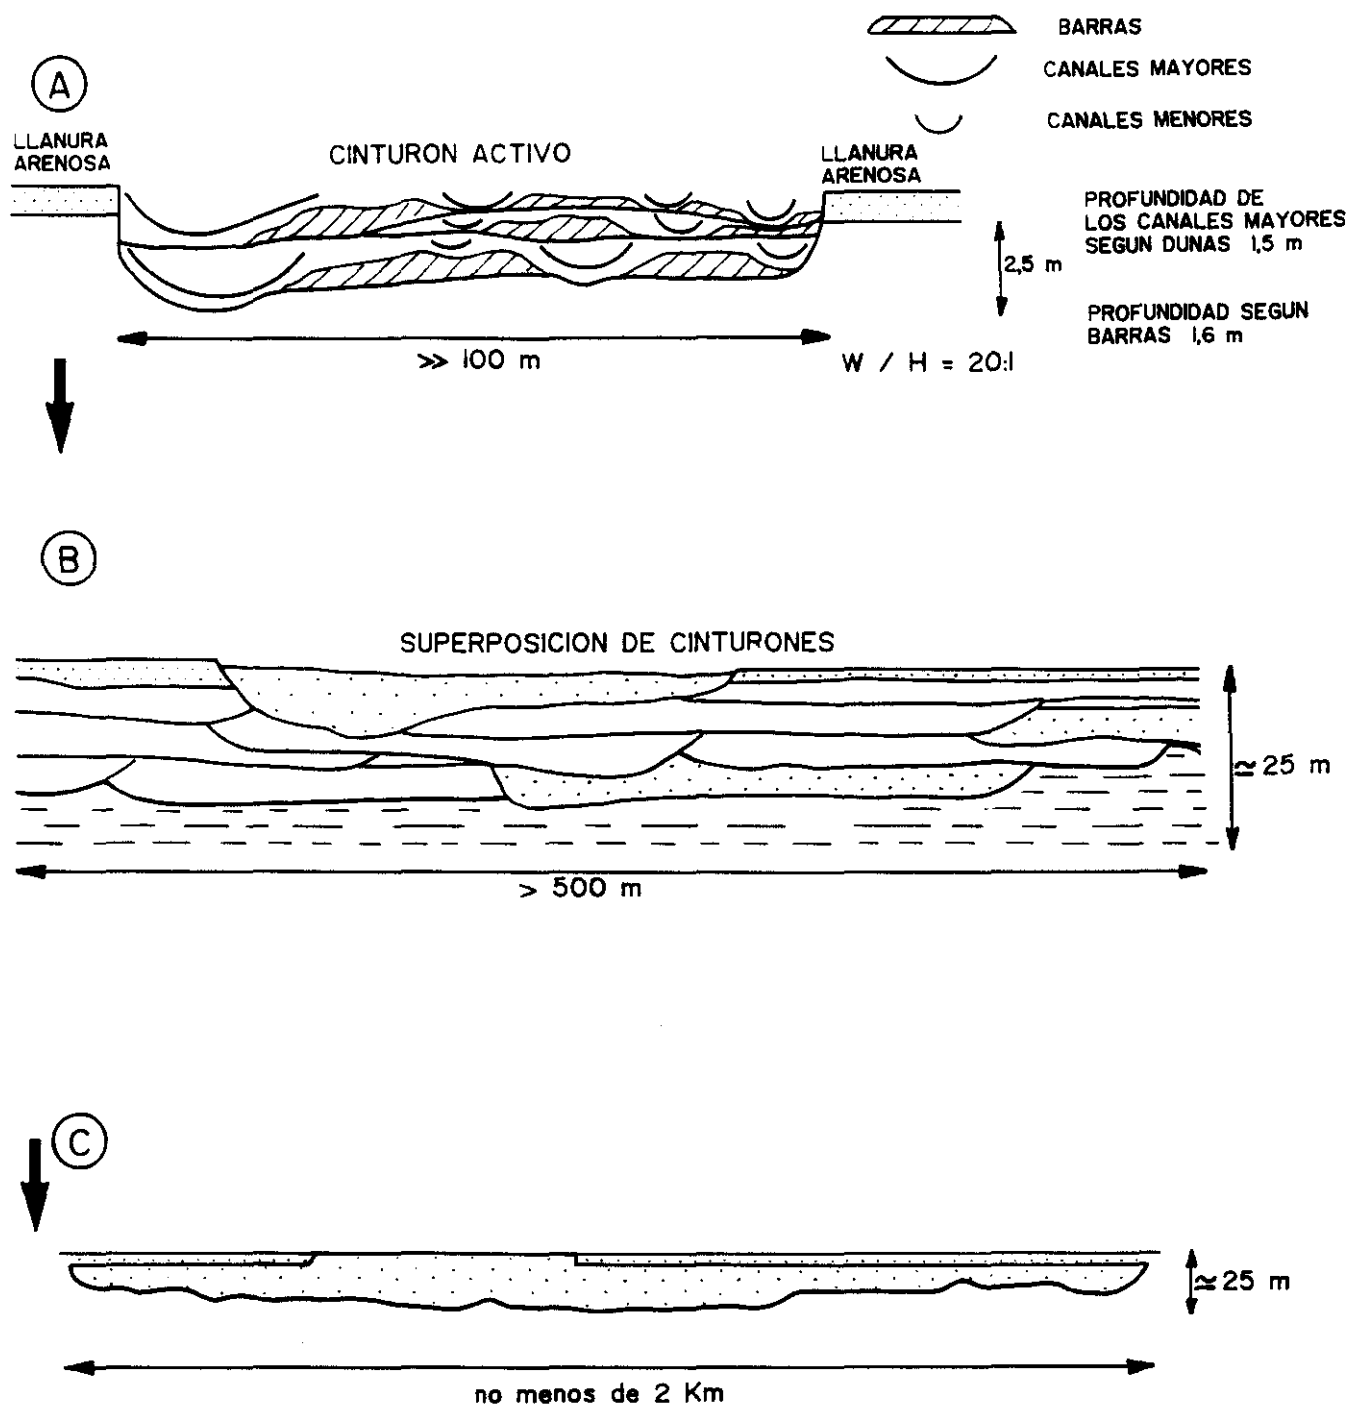 BARRAS
CANALES MAYORES
CANALES MENORES
A
LLANURA
ARENOSA
CINTURON ACTIVO
LLANURA
ARENOSA
PROFUNDIDAD DE
LOS CANALES MAYORES
SEGUN DUNAS 1,5 m
2,5 m
PROFUNDIDAD SEGUN
BARRAS 1,6 m
>> 100 m
W / H = 20:1
B
SUPERPOSICION DE CINTURONES
≃ 25 m
> 500 m
C
≃ 25 m
no menos de 2 Km